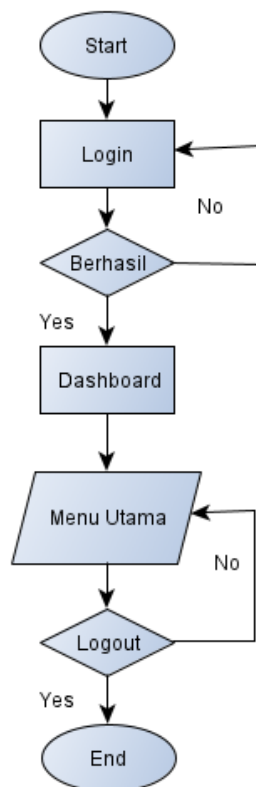 Start
Login
No
Berhasil
Yes
Dashboard
Menu Utama
No
Logout
Yes
End